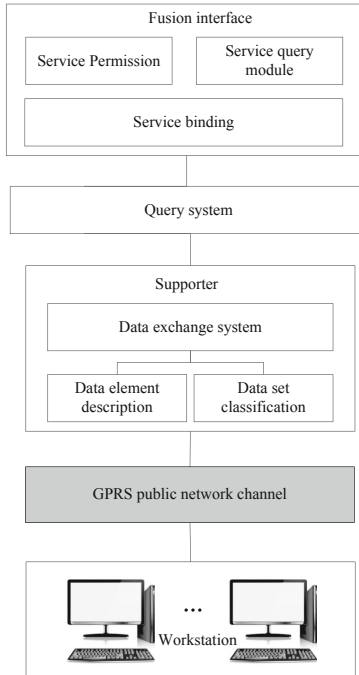 Fusion interface
Service Permission
Service query
module
Service binding
Query system
Supporter
Data exchange system
Data element
description
Data set
classification
GPRS public network channel
...
Workstation